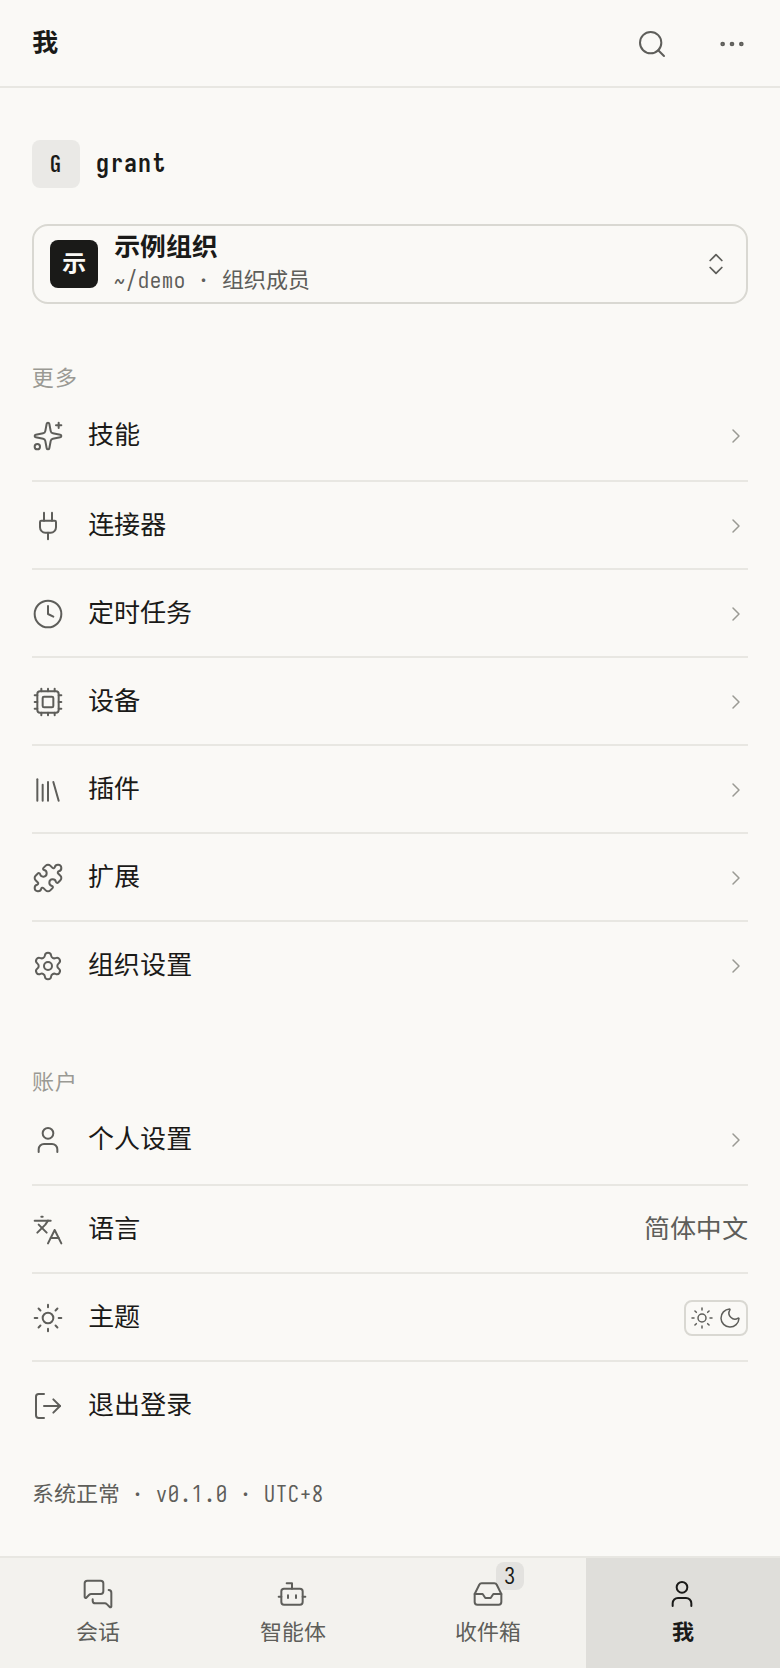 我
G
grant
示
示例组织
~/demo · 组织成员
更多
技能
连接器
定时任务
设备
插件
扩展
组织设置
账户
个人设置
语言
简体中文
主题
退出登录
系统正常 · v0.1.0 · UTC+8
3
会话
智能体
收件箱
我